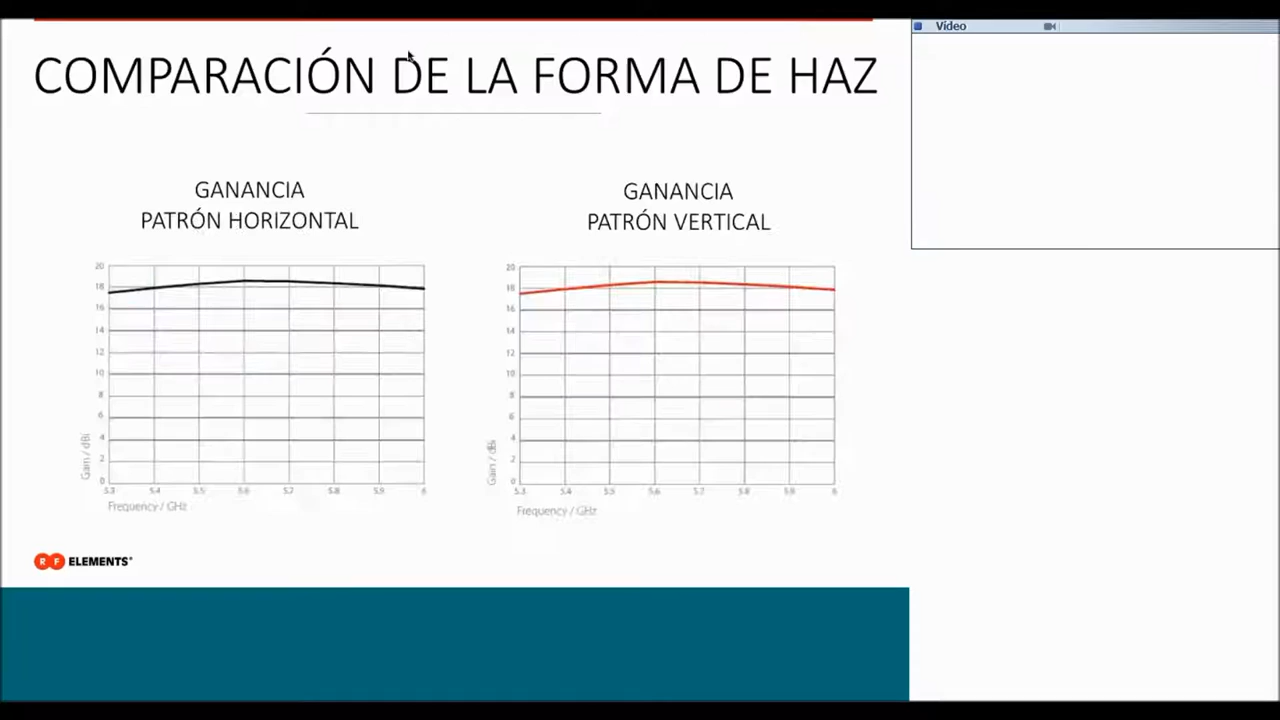 Vídeo
COMPARACIÓN DE LA FORMA DE HAZ
GANANCIA
PATRÓN HORIZONTAL
20
18
16
14
12
10
8
6
4
2
0
Gain / dBi
5.3 5.4 5.5 5.6 5.7 5.8 5.9 6
Frequency / GHz
GANANCIA
PATRÓN VERTICAL
20
18
16
14
12
10
8
6
4
2
0
Gain / dBi
5.3 5.4 5.5 5.6 5.7 5.8 5.9 6
Frequency / GHz
RF ELEMENTS®